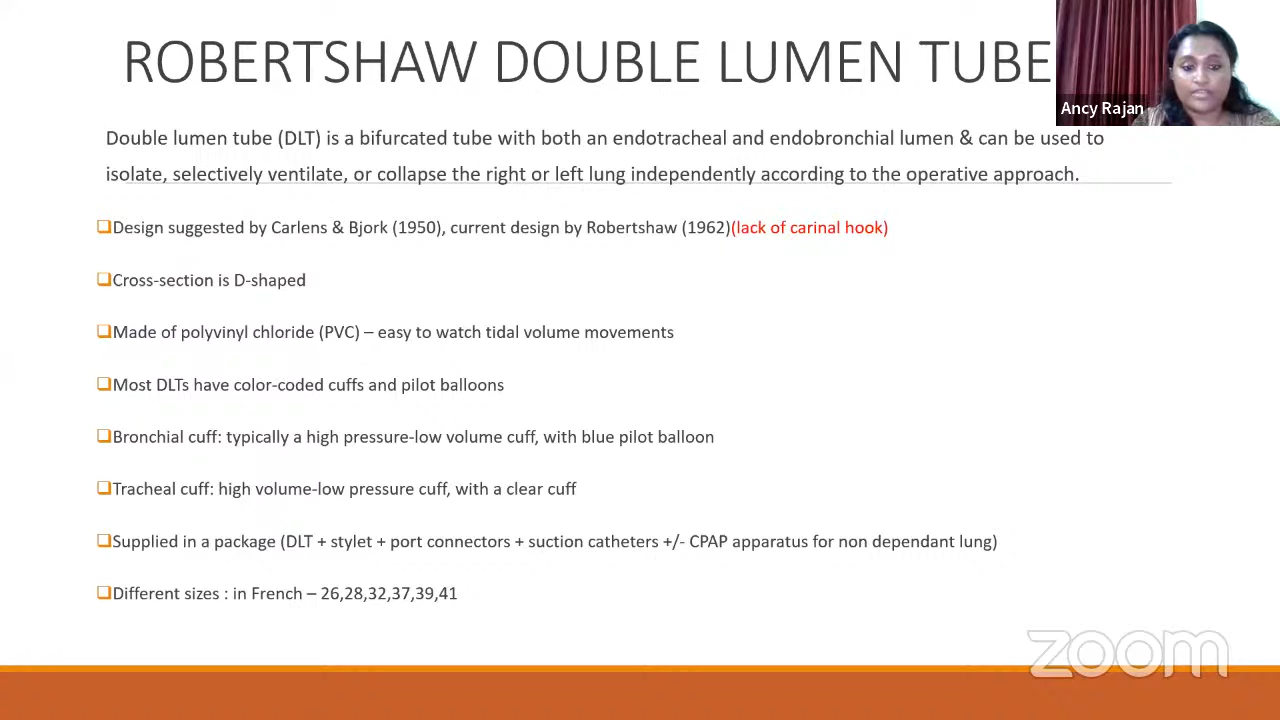 ROBERTSHAW DOUBLE LUMEN TUBE
Ancy Rajan
Double lumen tube (DLT) is a bifurcated tube with both an endotracheal and endobronchial lumen & can be used to
isolate, selectively ventilate, or collapse the right or left lung independently according to the operative approach.
❑Design suggested by Carlens & Bjork (1950), current design by Robertshaw (1962)(lack of carinal hook)
❑Cross-section is D-shaped
❑Made of polyvinyl chloride (PVC) – easy to watch tidal volume movements
❑Most DLTs have color-coded cuffs and pilot balloons
❑Bronchial cuff: typically a high pressure-low volume cuff, with blue pilot balloon
❑Tracheal cuff: high volume-low pressure cuff, with a clear cuff
❑Supplied in a package (DLT + stylet + port connectors + suction catheters +/- CPAP apparatus for non dependant lung)
❑Different sizes : in French – 26,28,32,37,39,41
zoom